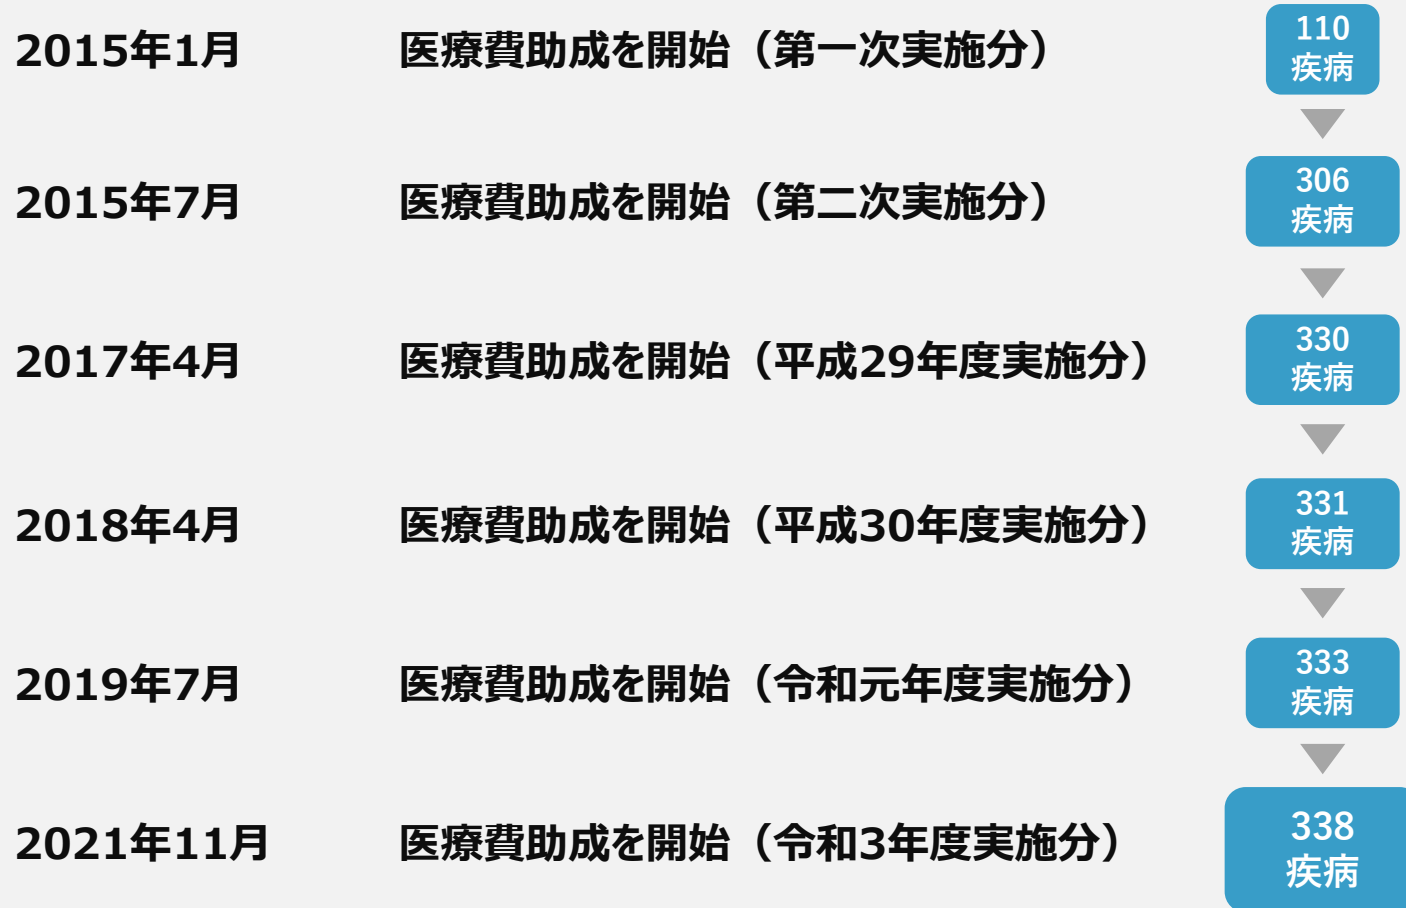 2015年1月 医療費助成を開始（第一次実施分） 110
疾病
2015年7月 医療費助成を開始（第二次実施分） 306
疾病
2017年4月 医療費助成を開始（平成29年度実施分） 330
疾病
2018年4月 医療費助成を開始（平成30年度実施分） 331
疾病
2019年7月 医療費助成を開始（令和元年度実施分） 333
疾病
2021年11月 医療費助成を開始（令和3年度実施分） 338
疾病